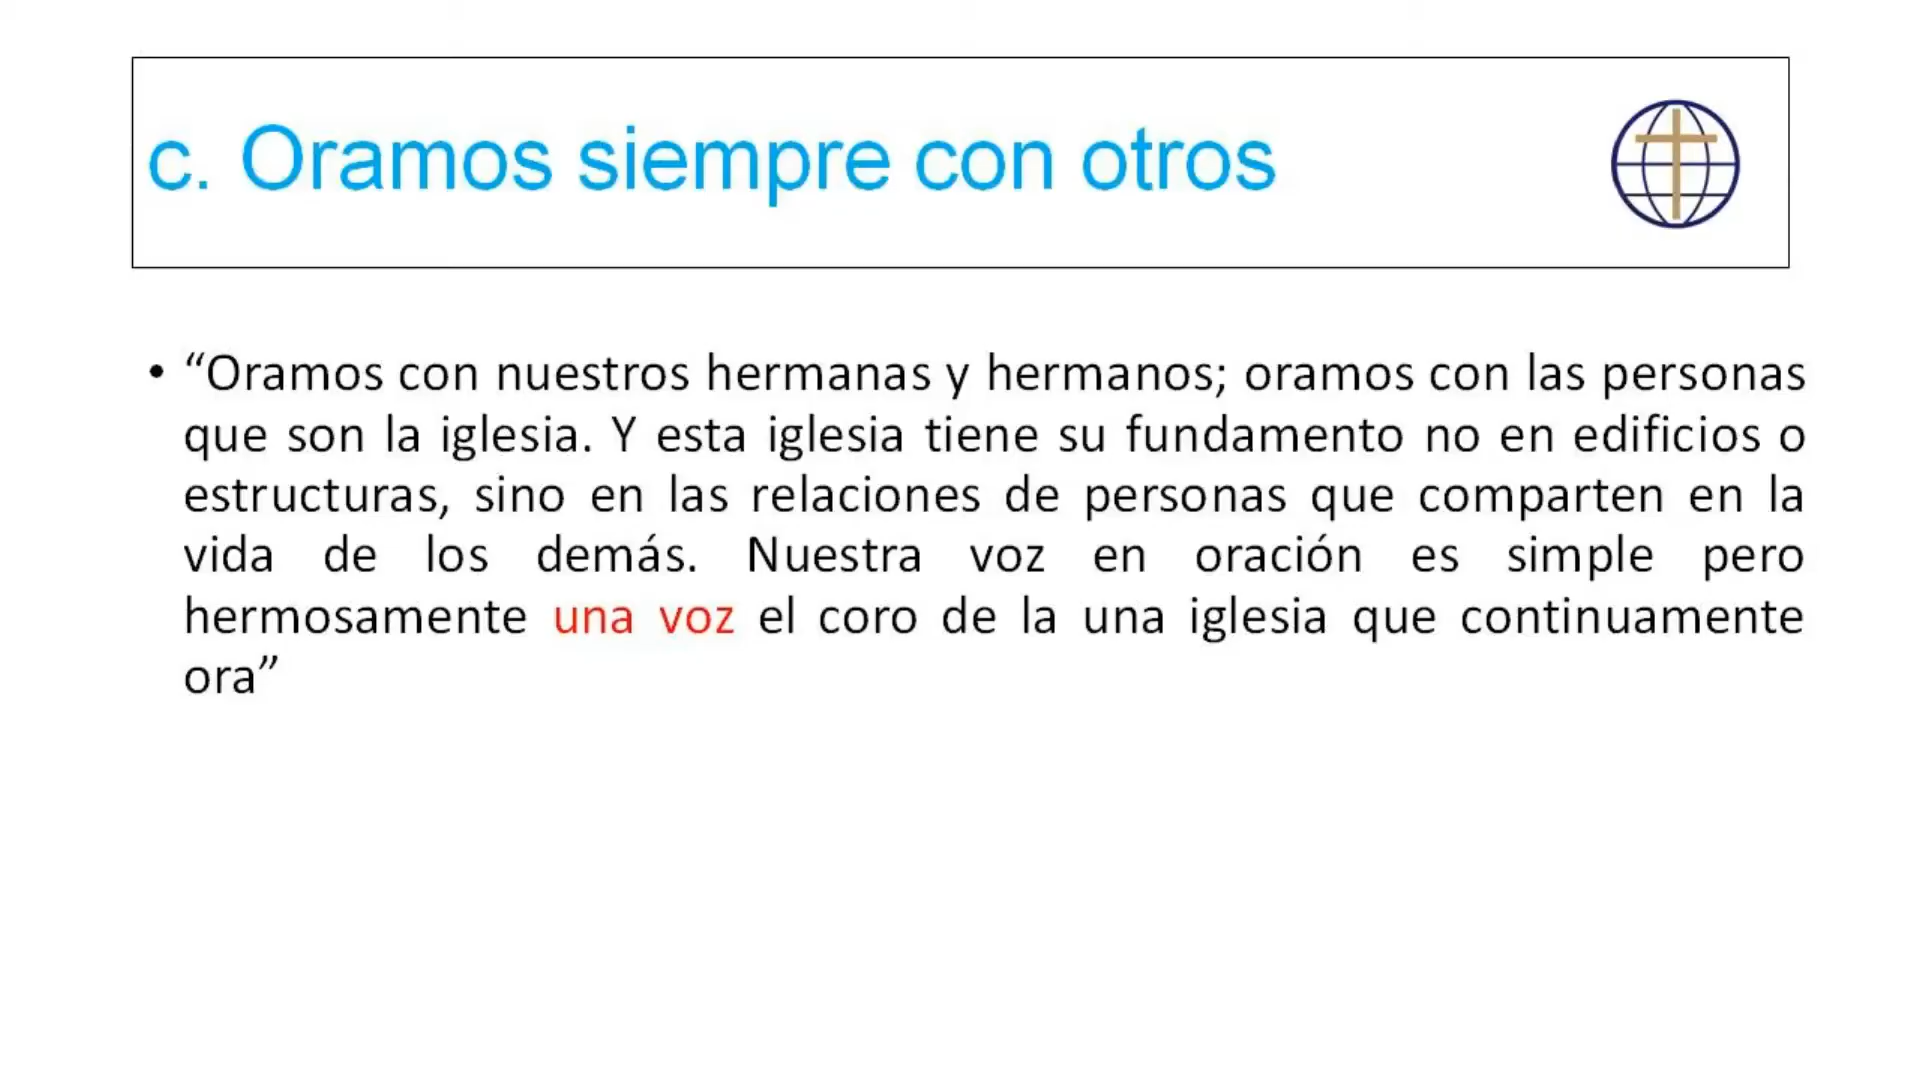 c. Oramos siempre con otros
• “Oramos con nuestros hermanas y hermanos; oramos con las personas
que son la iglesia. Y esta iglesia tiene su fundamento no en edificios o
estructuras, sino en las relaciones de personas que comparten en la
vida de los demás. Nuestra voz en oración es simple pero
hermosamente una voz el coro de la una iglesia que continuamente
ora”